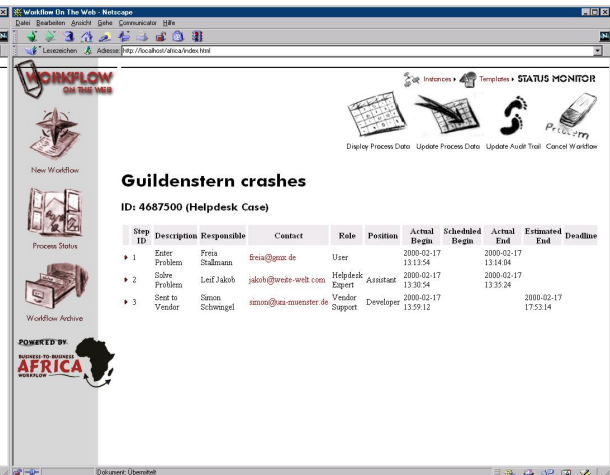 Workflow On The Web - Netscape
Datei Bearbeiten Ansicht Gehe Communicator Hilfe
Lesezeichen Adresse: http://localhost/africa/index.html
WORKFLOW
ON THE WEB
Instances Templates STATUS MONITOR
Problem
Display Process Data Update Process Data Update Audit Trail Cancel Workflow
New Workflow
Process Status
Workflow Archive
POWERED BY
BUSINESS-TO-BUSINESS
AFRICA
WORKFLOW
Guildenstern crashes
ID: 4687500 (Helpdesk Case)
Step ID Description Responsible Contact Role Position Actual Begin Scheduled Begin Actual End Estimated End Deadline
1 Enter Problem Freia Stallmann freia@gmx.de User 2000-02-17 13:13:54 2000-02-17 13:14:04
2 Solve Problem Leif Jakob jakob@weite-welt.com Helpdesk Expert Assistant 2000-02-17 13:30:54 2000-02-17 13:35:24
3 Sent to Vendor Simon Schwingel simon@uni-muenster.de Vendor Support Developer 2000-02-17 13:59:12 2000-02-17 17:53:14
Dokument: Übermittelt